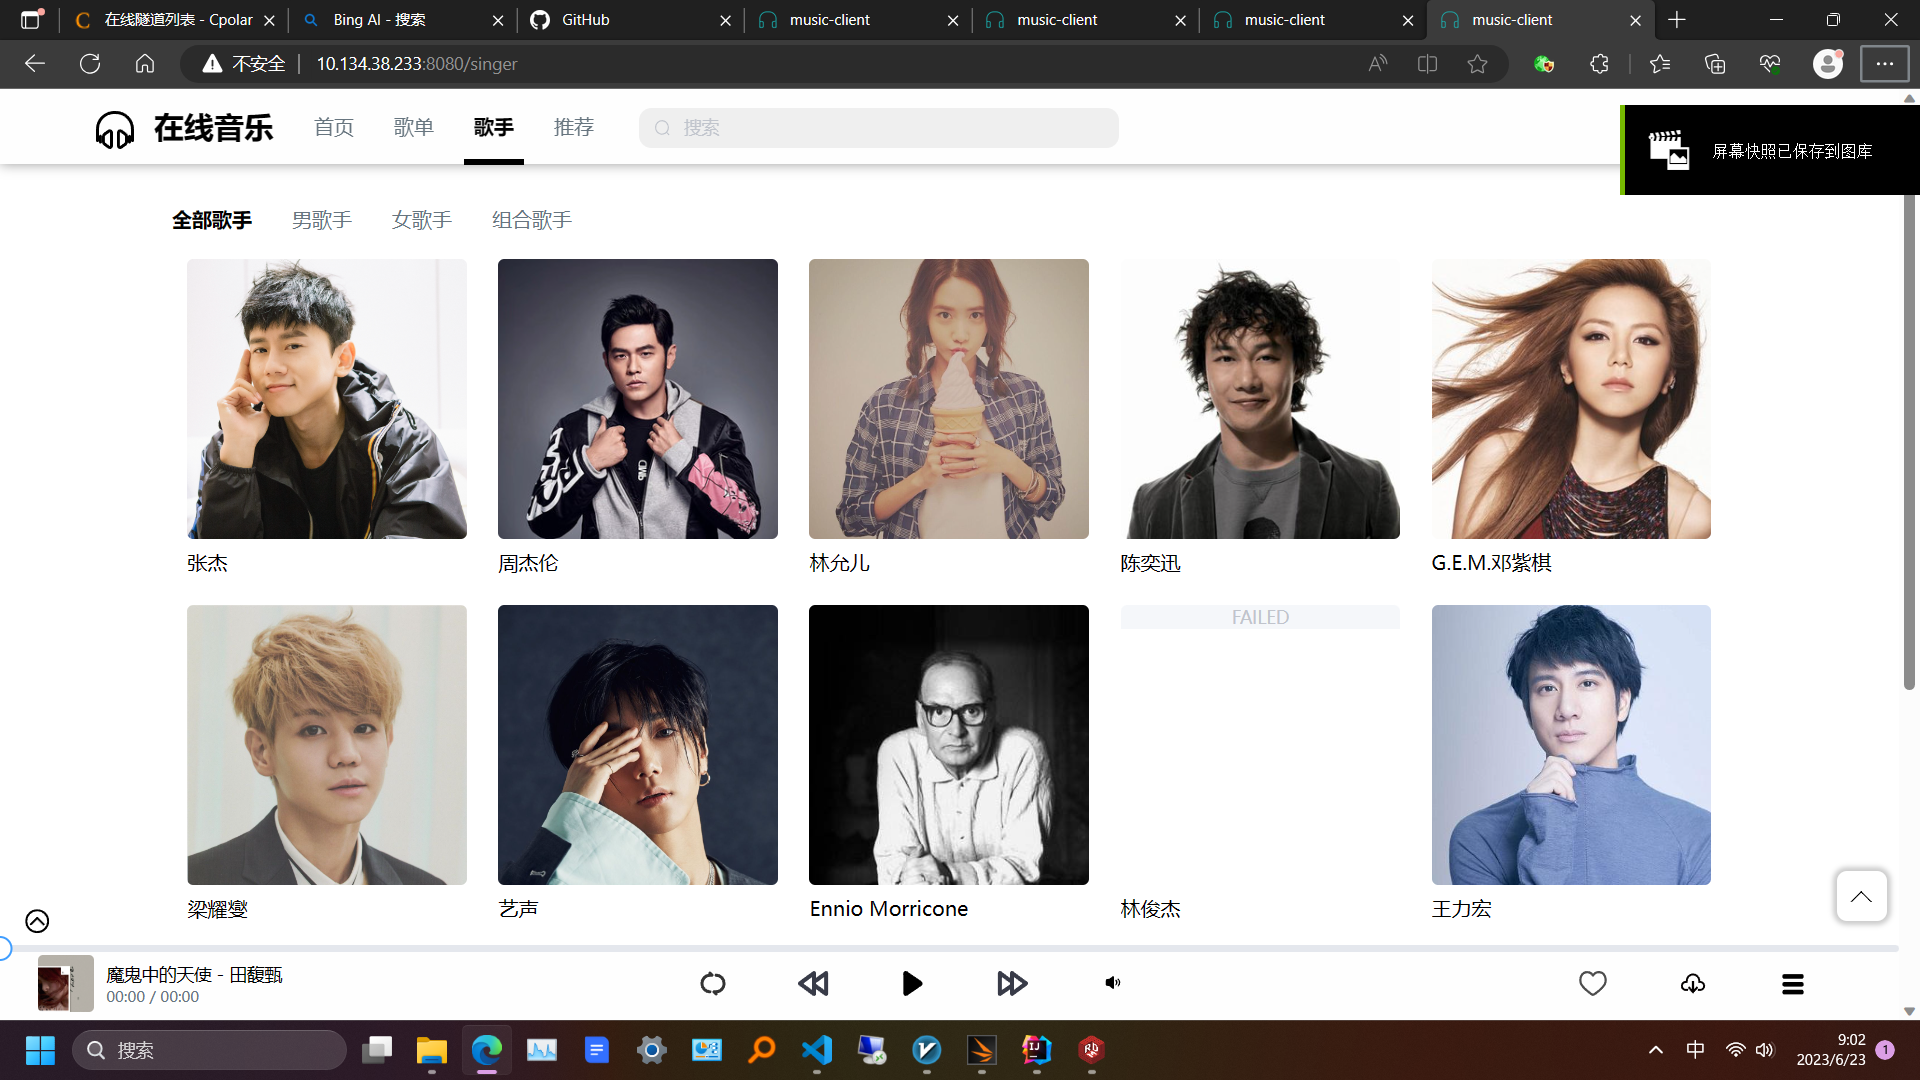 在线隧道列表 - Cpolar
Bing AI - 搜索
GitHub
music-client
music-client
music-client
music-client
不安全
10.134.38.233:8080/singer
在线音乐
首页
歌单
歌手
推荐
搜索
屏幕快照已保存到图库
全部歌手
男歌手
女歌手
组合歌手
张杰
周杰伦
林允儿
陈奕迅
G.E.M.邓紫棋
FAILED
梁耀燮
艺声
Ennio Morricone
林俊杰
王力宏
魔鬼中的天使 - 田馥甄
00:00 / 00:00
搜索
中
9:02
2023/6/23
1